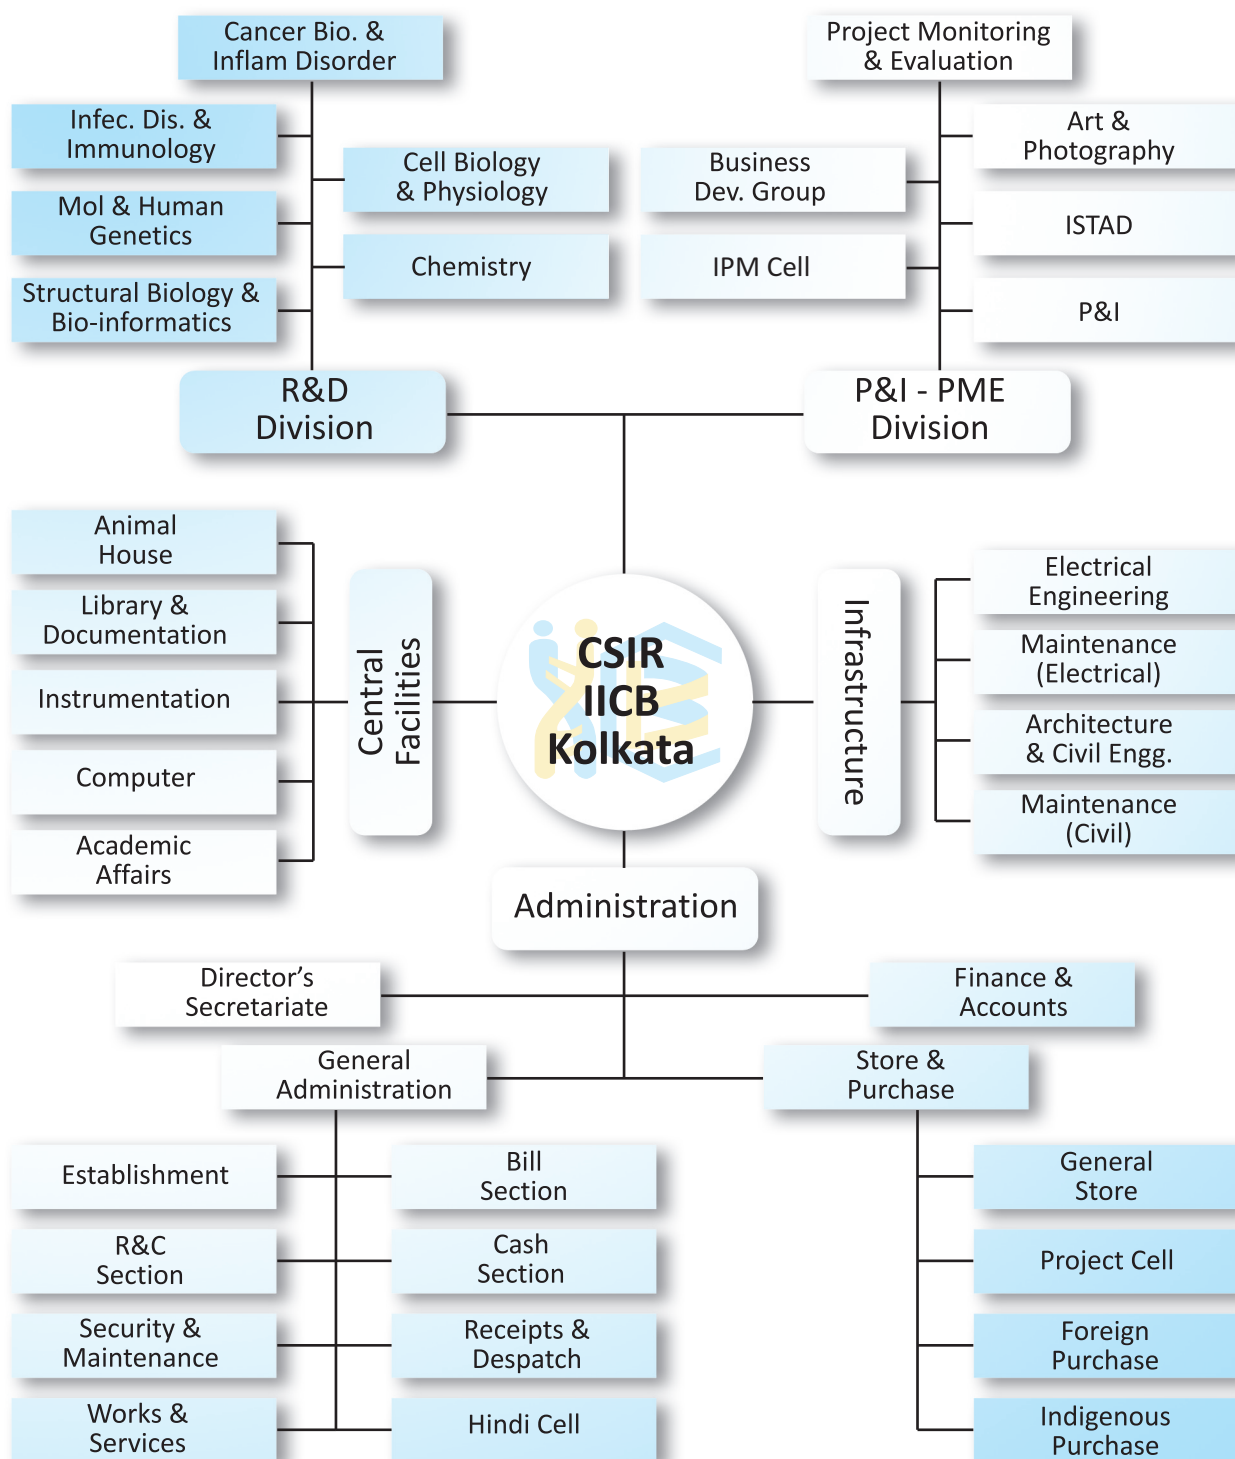 Cancer Bio. &
Inflam Disorder
Infec. Dis. &
Immunology
Cell Biology
& Physiology
Mol & Human
Genetics
Chemistry
Structural Biology &
Bio-informatics
R&D
Division
Project Monitoring
& Evaluation
Art &
Photography
Business
Dev. Group
ISTAD
IPM Cell
P&I
P&I - PME
Division
Animal
House
Library &
Documentation
Instrumentation
Computer
Academic
Affairs
Central
Facilities
CSIR
IICB
Kolkata
Infrastructure
Electrical
Engineering
Maintenance
(Electrical)
Architecture
& Civil Engg.
Maintenance
(Civil)
Administration
Director’s
Secretariate
Finance &
Accounts
General
Administration
Store &
Purchase
Establishment
Bill
Section
R&C
Section
Cash
Section
Security &
Maintenance
Receipts &
Despatch
Works &
Services
Hindi Cell
General
Store
Project Cell
Foreign
Purchase
Indigenous
Purchase